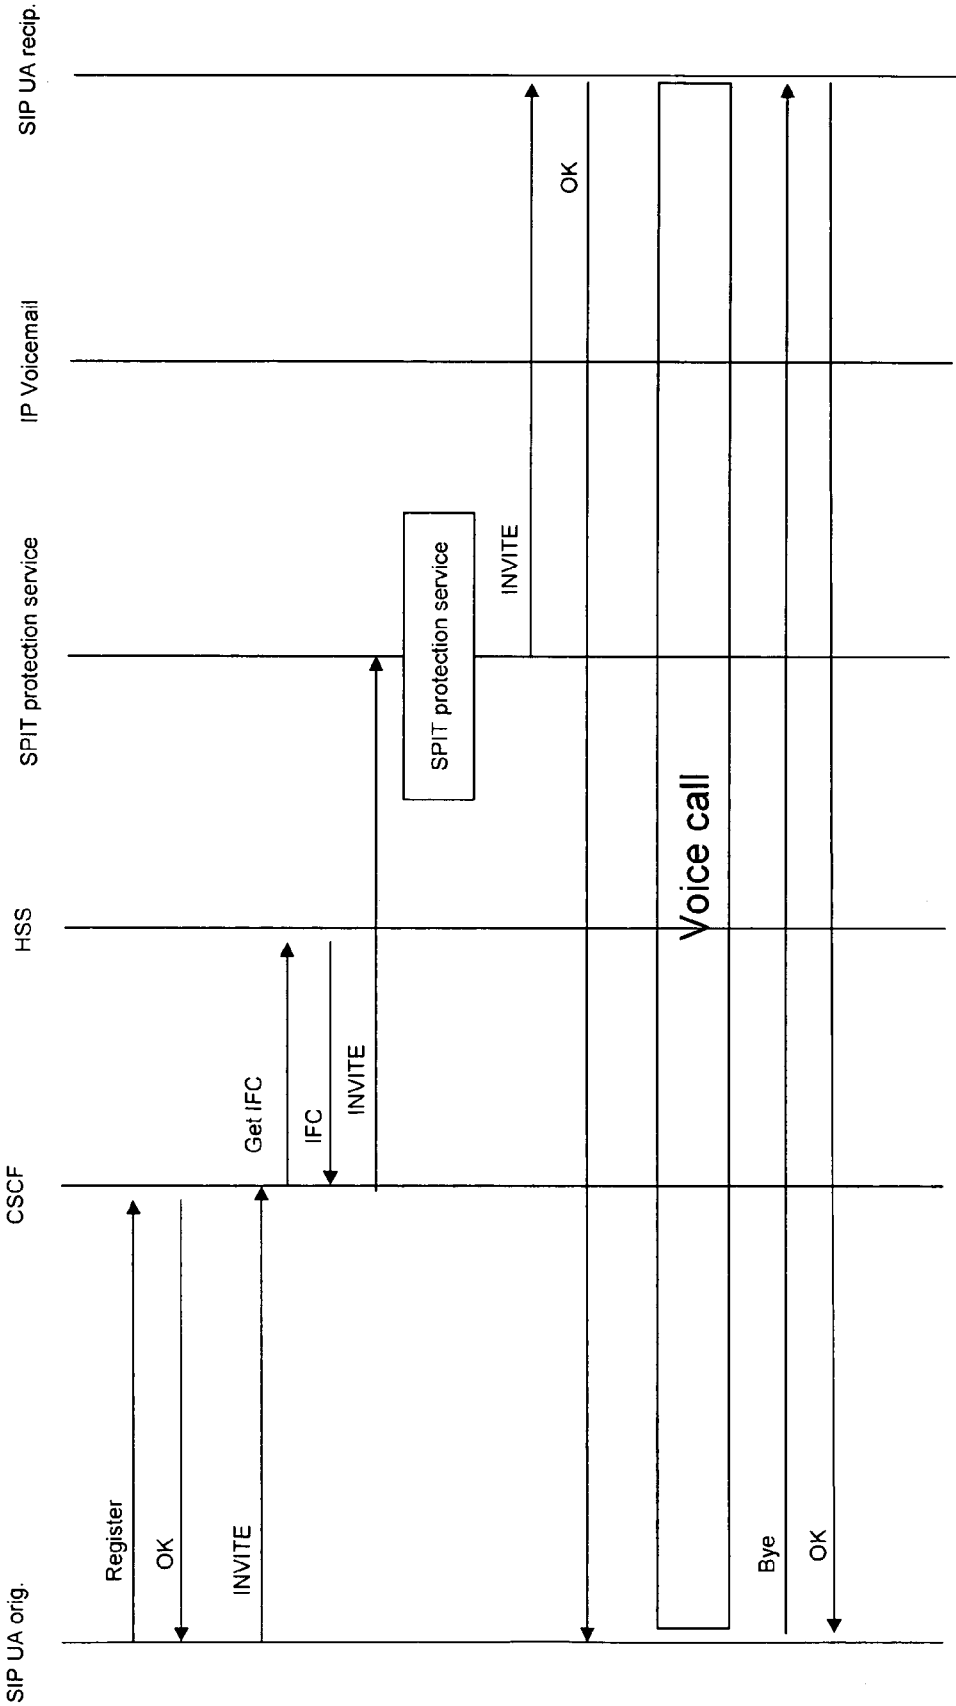 SIP UA orig.
CSCF
HSS
SPIT protection service
IP Voicemail
SIP UA recip.
Register
OK
INVITE
Get IFC
IFC
INVITE
SPIT protection service
INVITE
OK
Voice call
Bye
OK